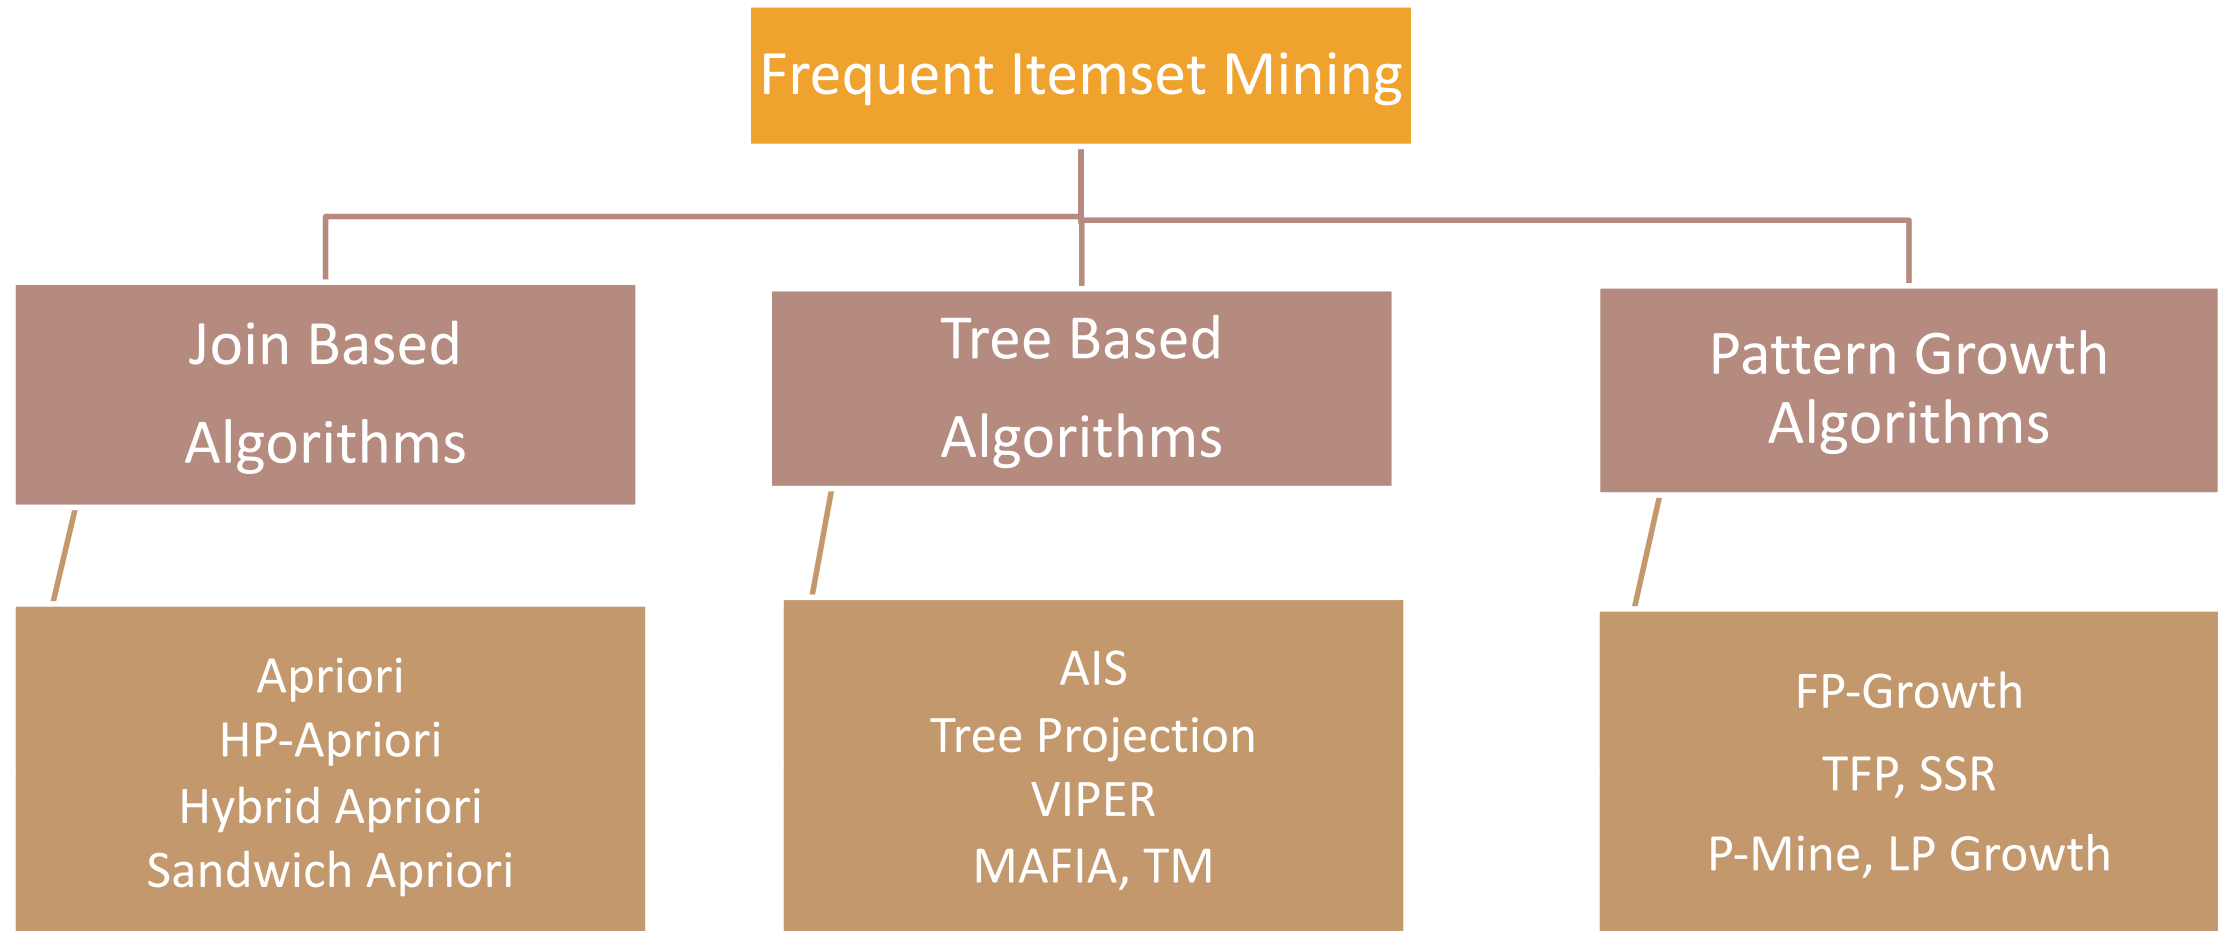 Frequent Itemset Mining
Join Based
Algorithms
Tree Based
Algorithms
Pattern Growth
Algorithms
Apriori
HP-Apriori
Hybrid Apriori
Sandwich Apriori
AIS
Tree Projection
VIPER
MAFIA, TM
FP-Growth
TFP, SSR
P-Mine, LP Growth